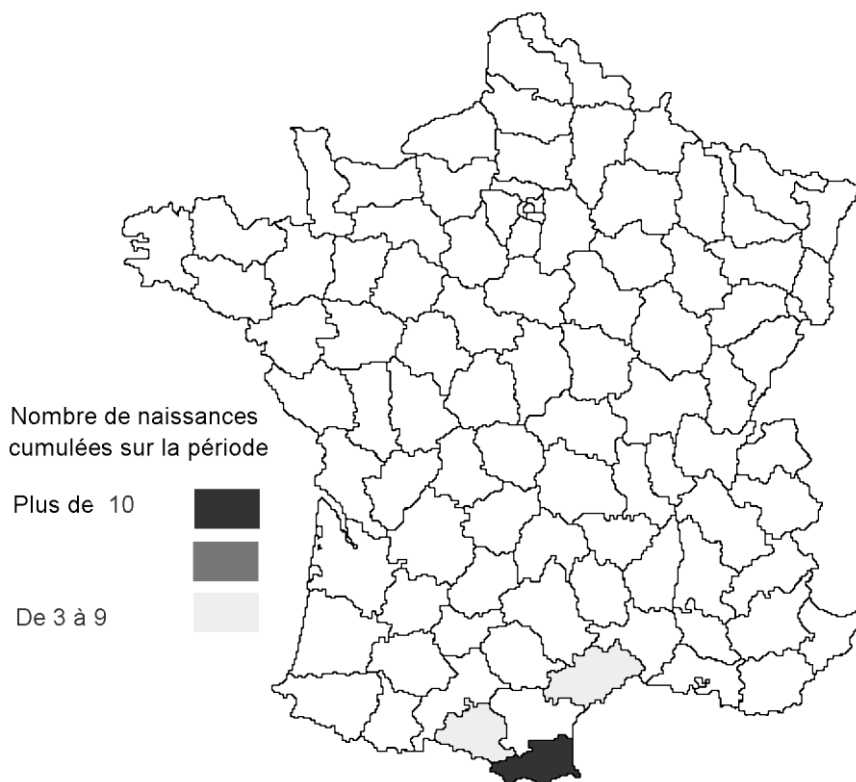 Nombre de naissances
cumulées sur la période
Plus de 10
De 3 à 9